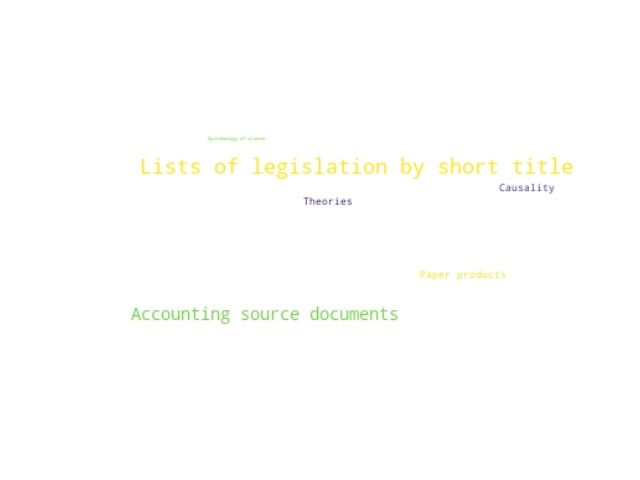 Epistemology of science
Lists of legislation by short title
Causality
Theories
Paper products
Accounting source documents